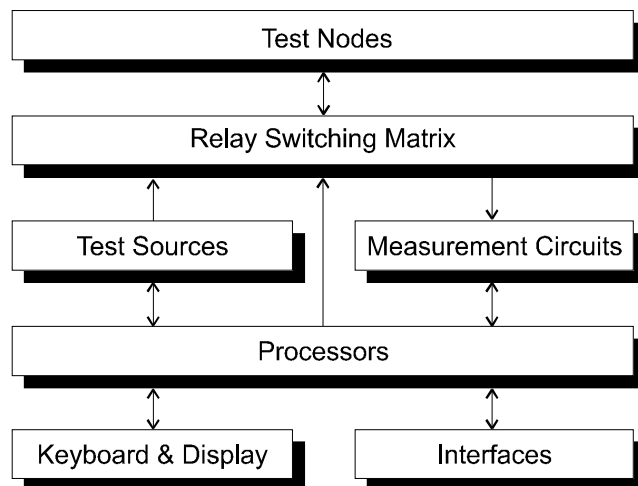 Test Nodes
Relay Switching Matrix
Test Sources
Measurement Circuits
Processors
Keyboard & Display
Interfaces